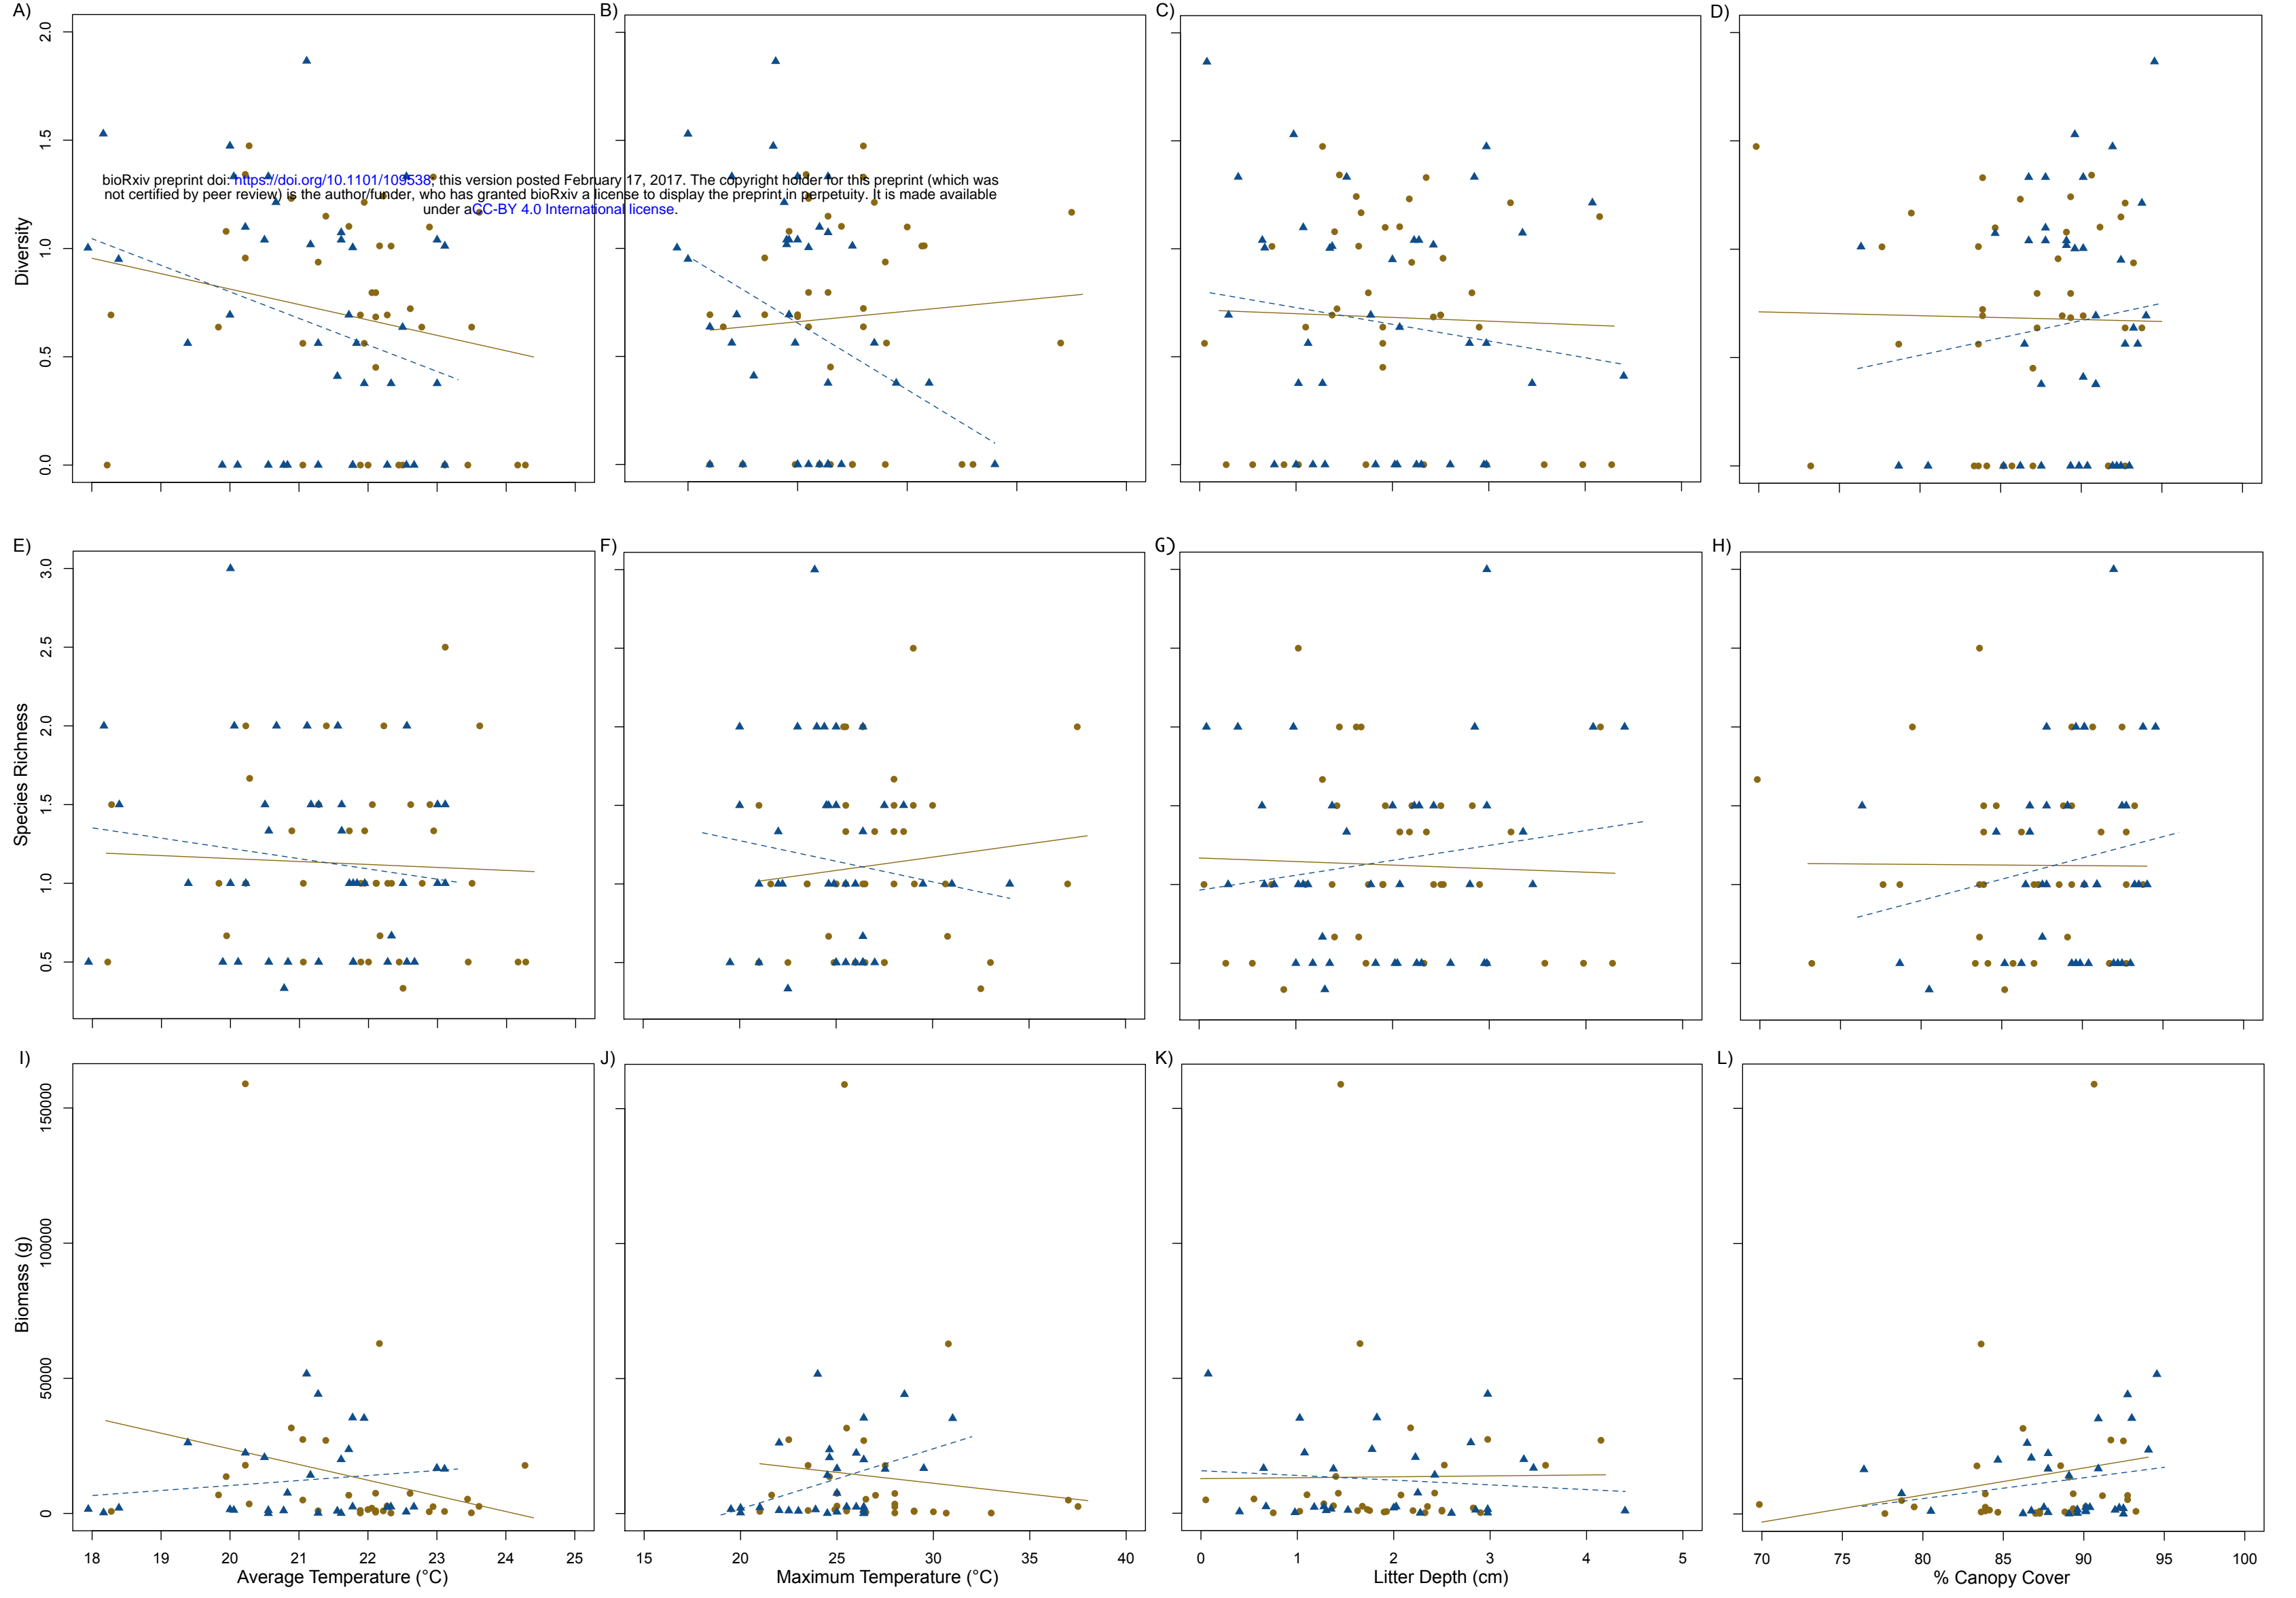 A)
B)
C)
D)
2.0
1.5
1.0
0.5
0.0
Diversity
bioRxiv preprint doi: https://doi.org/10.1101/109538; this version posted February 17, 2017. The copyright holder for this preprint (which was
not certified by peer review) is the author/funder, who has granted bioRxiv a license to display the preprint in perpetuity. It is made available
under aCC-BY 4.0 International license.
E)
F)
G)
H)
3.0
2.5
2.0
1.5
1.0
0.5
Species Richness
I)
J)
K)
L)
150000
100000
50000
0
Biomass (g)
18 19 20 21 22 23 24 25
15 20 25 30 35 40
0 1 2 3 4 5
70 75 80 85 90 95 100
Average Temperature (°C)
Maximum Temperature (°C)
Litter Depth (cm)
% Canopy Cover